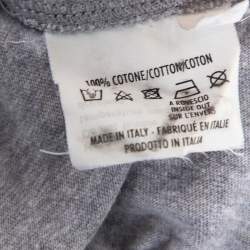 100% COTONE/COTTON/COTON
A ROVESCIO
INSIDE OUT
SUR L'ENVERS
MADE IN ITALY - FABRIQUÉ EN ITALIE
PRODOTTO IN ITALIA